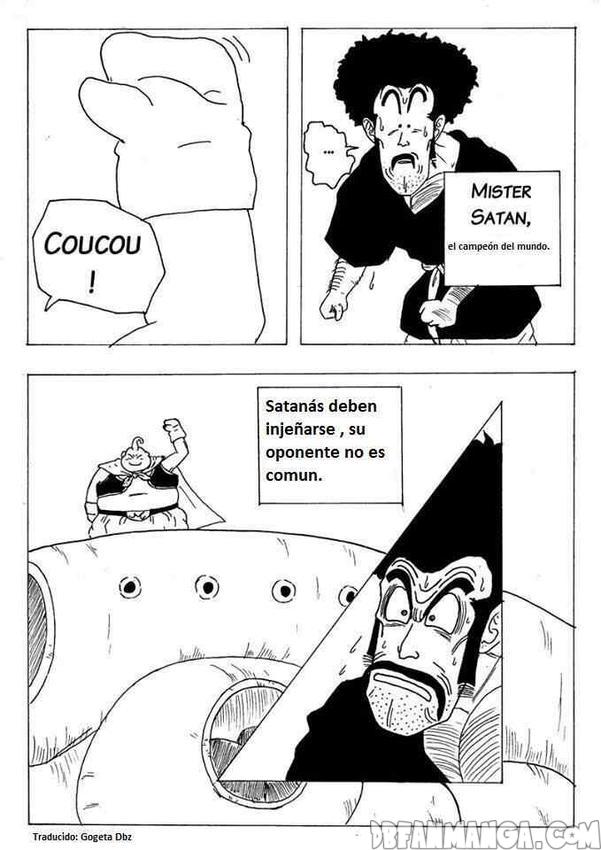 COUCOU
!
...
MISTER
SATAN,
el campeón del mundo.
Satanás deben
injeñarse , su
oponente no es
comun.
Traducido: Gogeta Dbz
DBFANMANGA.COM